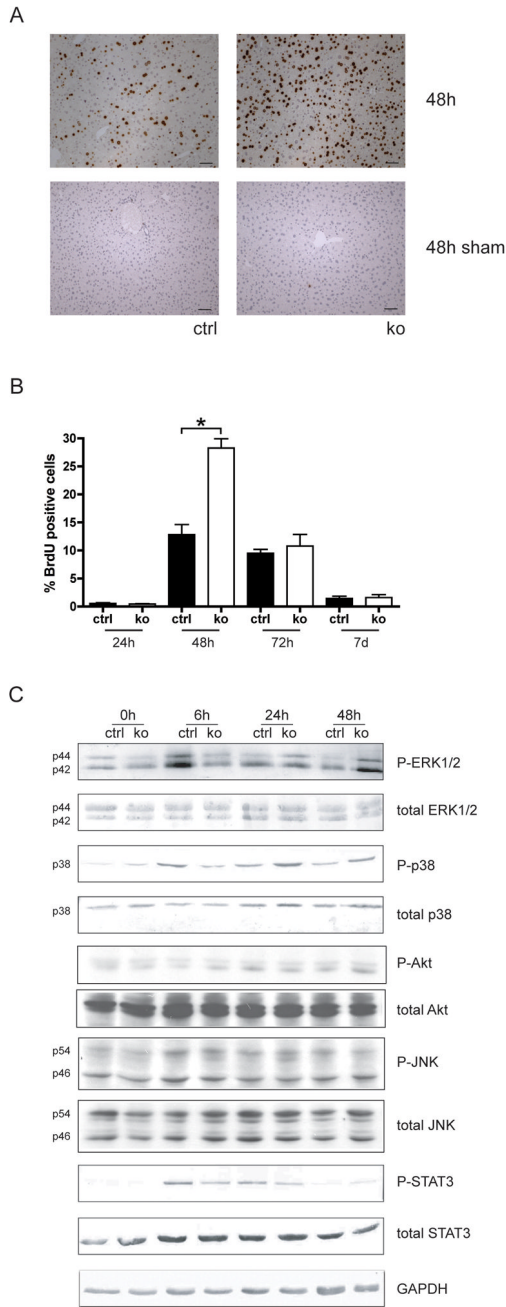 A
48h
48h sham
ctrl ko
B
% BrdU positive cells
30
25
20
15
10
5
0
*
ctrl ko ctrl ko ctrl ko ctrl ko
24h 48h 72h 7d
C
0h 6h 24h 48h
ctrl ko ctrl ko ctrl ko ctrl ko
p44
p42
P-ERK1/2
p44
p42
total ERK1/2
p38
P-p38
p38
total p38
P-Akt
total Akt
p54
p46
P-JNK
p54
p46
total JNK
P-STAT3
total STAT3
GAPDH